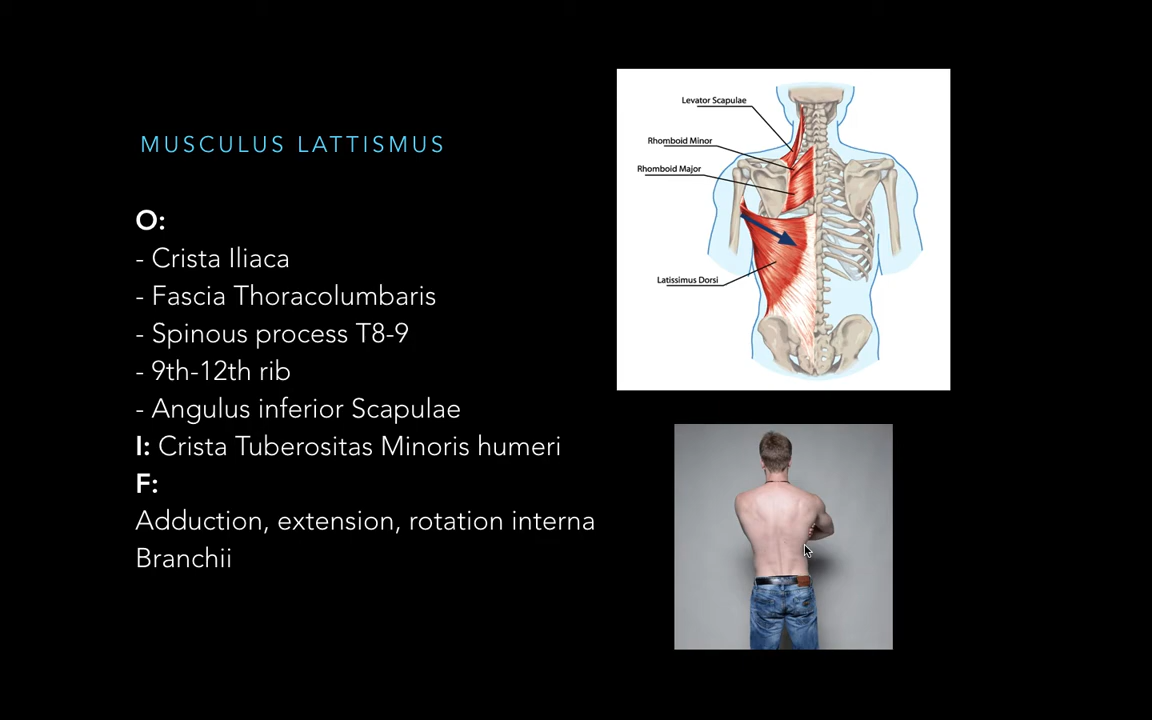 MUSCULUS LATTISMUS
O:
- Crista Iliaca
- Fascia Thoracolumbaris
- Spinous process T8-9
- 9th-12th rib
- Angulus inferior Scapulae
I: Crista Tuberositas Minoris humeri
F:
Adduction, extension, rotation interna
Branchii
Levator Scapulae
Rhomboid Minor
Rhomboid Major
Latissimus Dorsi